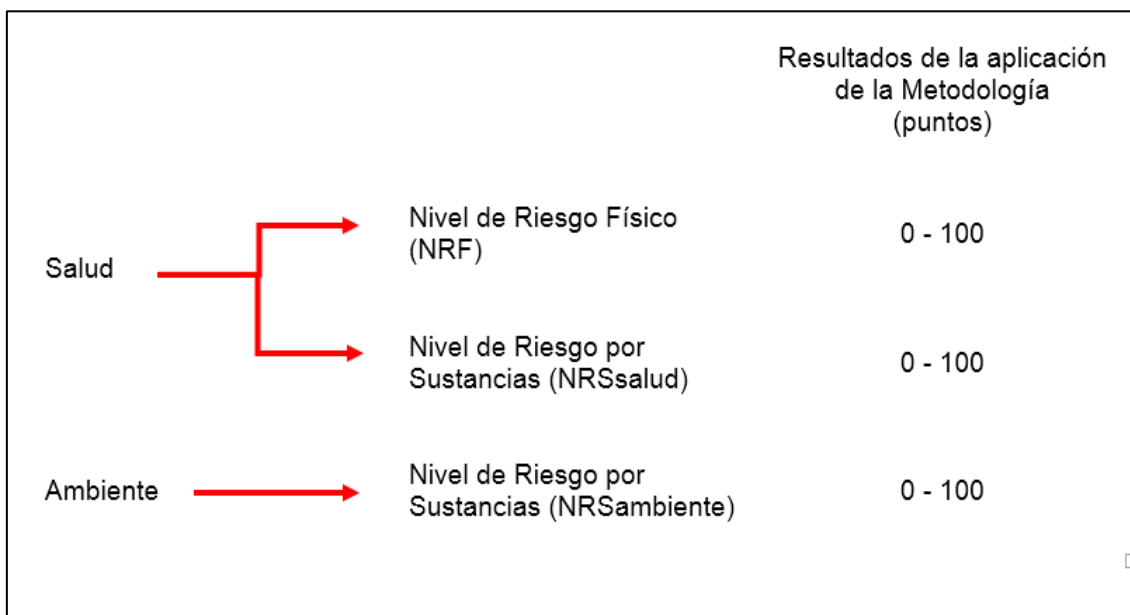 Resultados de la aplicación
de la Metodología
(puntos)
Salud
Nivel de Riesgo Físico
(NRF)
0 - 100
Nivel de Riesgo por
Sustancias (NRSsalud)
0 - 100
Ambiente
Nivel de Riesgo por
Sustancias (NRSambiente)
0 - 100